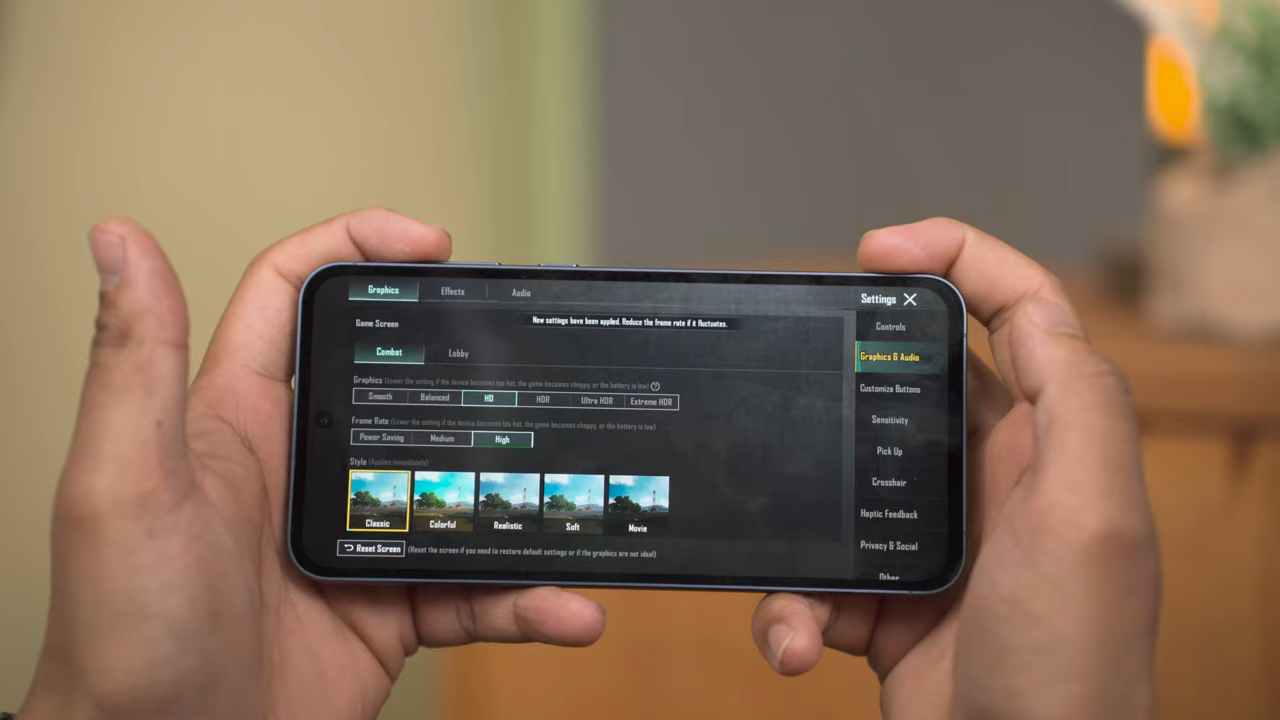 Graphics Effects Audio
Settings
Game Screen
New settings have been applied. Reduce the frame rate if it fluctuates.
Combat Lobby
Graphics (Lower the setting if the device becomes too hot, the game becomes choppy, or the battery is low) ?
Smooth Balanced HD HDR Ultra HDR Extreme HDR
Frame Rate (Lower the setting if the device becomes too hot, the game becomes choppy, or the battery is low)
Power Saving Medium High
Style (Applies immediately)
Classic Colorful Realistic Soft Movie
Reset Screen (Reset the screen if you need to restore default settings or if the graphics are not ideal)
Controls
Graphics & Audio
Customize Buttons
Sensitivity
Pick Up
Crosshair
Haptic Feedback
Privacy & Social
Other